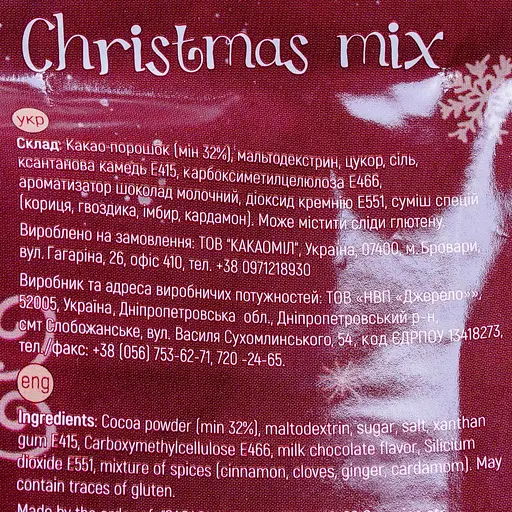 Christmas mix
укр
Склад: Какао-порошок (мін 32%), мальтодекстрин, цукор, сіль,
ксантанова камедь Е415, карбоксиметилцелюлоза Е466,
ароматизатор шоколад молочний, діоксид кремнію Е551, суміш спецій
(кориця, гвоздика, імбир, кардамон). Може містити сліди глютену.
Вироблено на замовлення: ТОВ "КАКАОМІЛ", Україна, 07400, м. Бровари,
вул. Гагаріна, 26, офіс 410, тел. +38 0971218930
Виробник та адреса виробничих потужностей: ТОВ «НВП «Джерело»»,
52005, Україна, Дніпропетровська обл., Дніпропетровський р-н,
смт Слобожанське, вул. Василя Сухомлинського, 54, код ЄДРПОУ 13418273,
тел./факс: +38 (056) 753-62-71, 720 -24-65.
eng
Ingredients: Cocoa powder (min 32%), maltodextrin, sugar, salt, xanthan
gum E415, Carboxymethylcellulose E466, milk chocolate flavor, Silicium
dioxide E551, mixture of spices (cinnamon, cloves, ginger, cardamom). May
contain traces of gluten.
Made by the order of